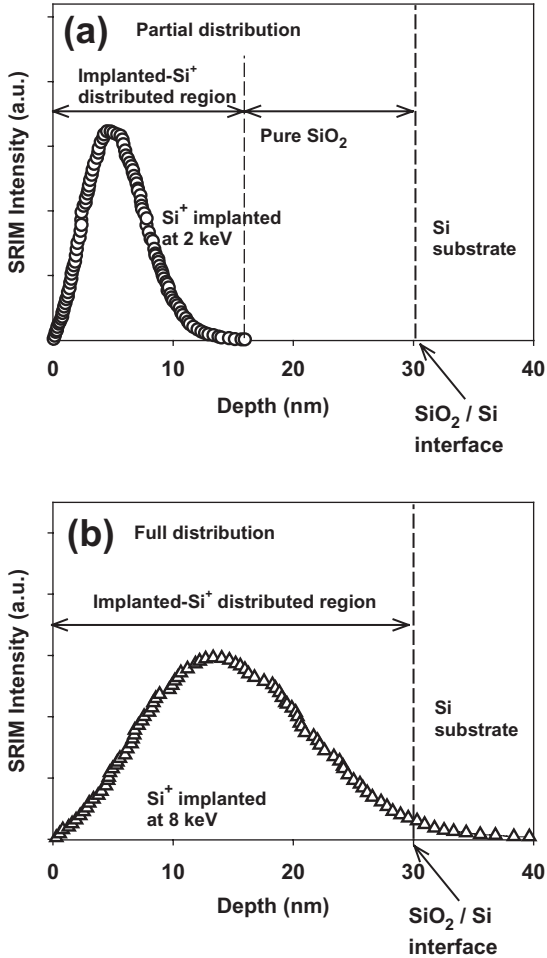 (a)
Partial distribution
Implanted-Si⁺
distributed region
Pure SiO₂
Si⁺ implanted
at 2 keV
Si
substrate
SRIM Intensity (a.u.)
0 10 20 30 40
Depth (nm)
SiO₂ / Si
interface
(b)
Full distribution
Implanted-Si⁺ distributed region
Si
substrate
Si⁺ implanted
at 8 keV
SRIM Intensity (a.u.)
0 10 20 30 40
Depth (nm)
SiO₂ / Si
interface